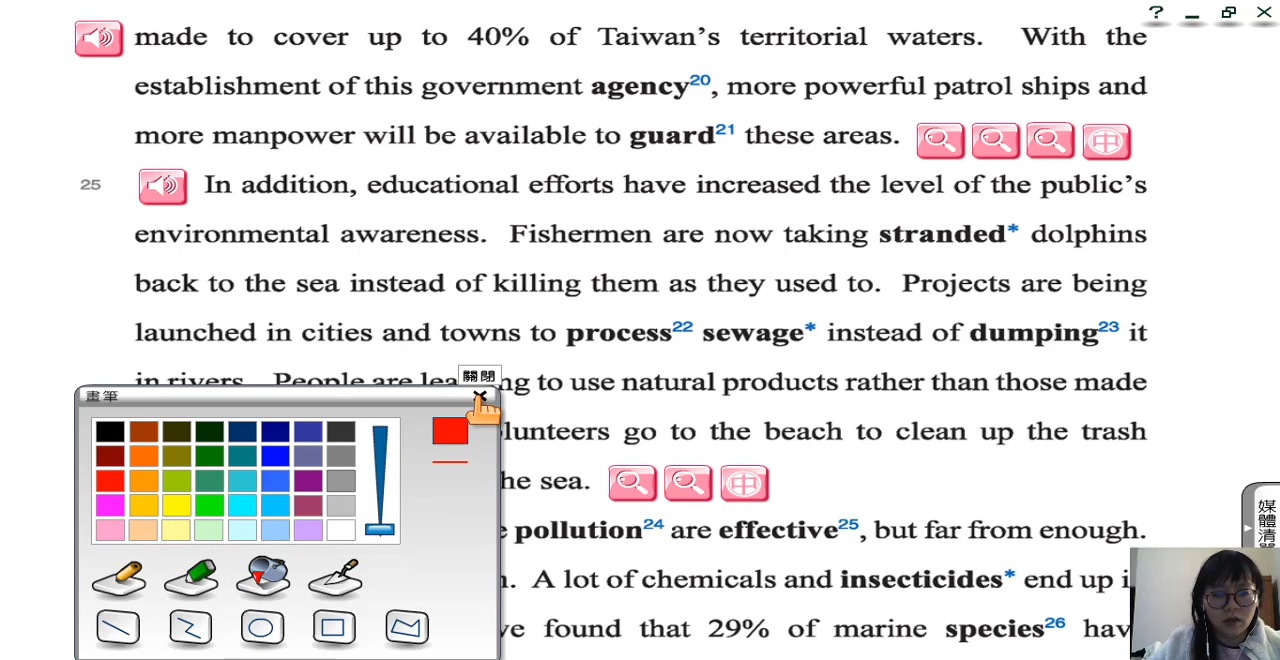 made to cover up to 40% of Taiwan's territorial waters. With the
establishment of this government agency20, more powerful patrol ships and
more manpower will be available to guard21 these areas.
25 In addition, educational efforts have increased the level of the public's
environmental awareness. Fishermen are now taking stranded* dolphins
back to the sea instead of killing them as they used to. Projects are being
launched in cities and towns to process22 sewage* instead of dumping23 it
in rivers. People are lea ng to use natural products rather than those made
關閉
畫筆
lunteers go to the beach to clean up the trash
he sea.
pollution24 are effective25, but far from enough.
A lot of chemicals and insecticides* end up
ve found that 29% of marine species26 hav
中
中
媒體清單